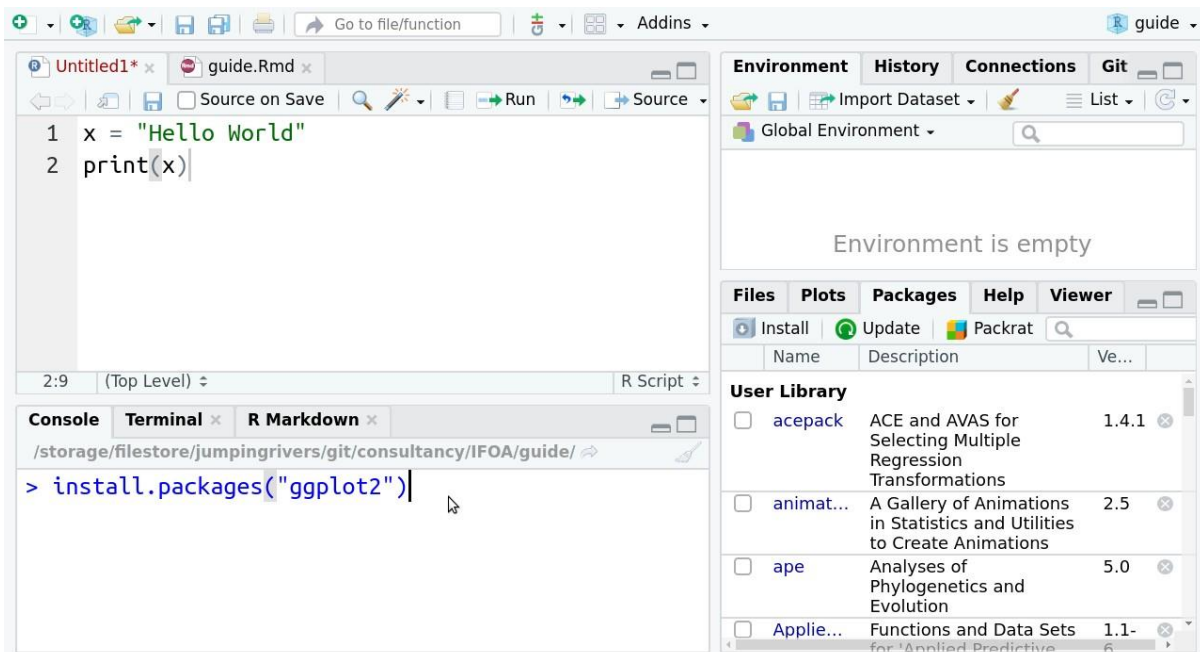 Go to file/function Addins guide
Untitled1* guide.Rmd
Source on Save Run Source
1 x = "Hello World"
2 print(x)
2:9 (Top Level) R Script
Console Terminal R Markdown
/storage/filestore/jumpingrivers/git/consultancy/IFOA/guide/
> install.packages("ggplot2")
Environment History Connections Git
Import Dataset List
Global Environment
Environment is empty
Files Plots Packages Help Viewer
Install Update Packrat
Name Description Ve...
User Library
acepack ACE and AVAS for 1.4.1
Selecting Multiple
Regression
Transformations
animat... A Gallery of Animations 2.5
in Statistics and Utilities
to Create Animations
ape Analyses of 5.0
Phylogenetics and
Evolution
Applie... Functions and Data Sets 1.1-
for 'Applied Predictive 6